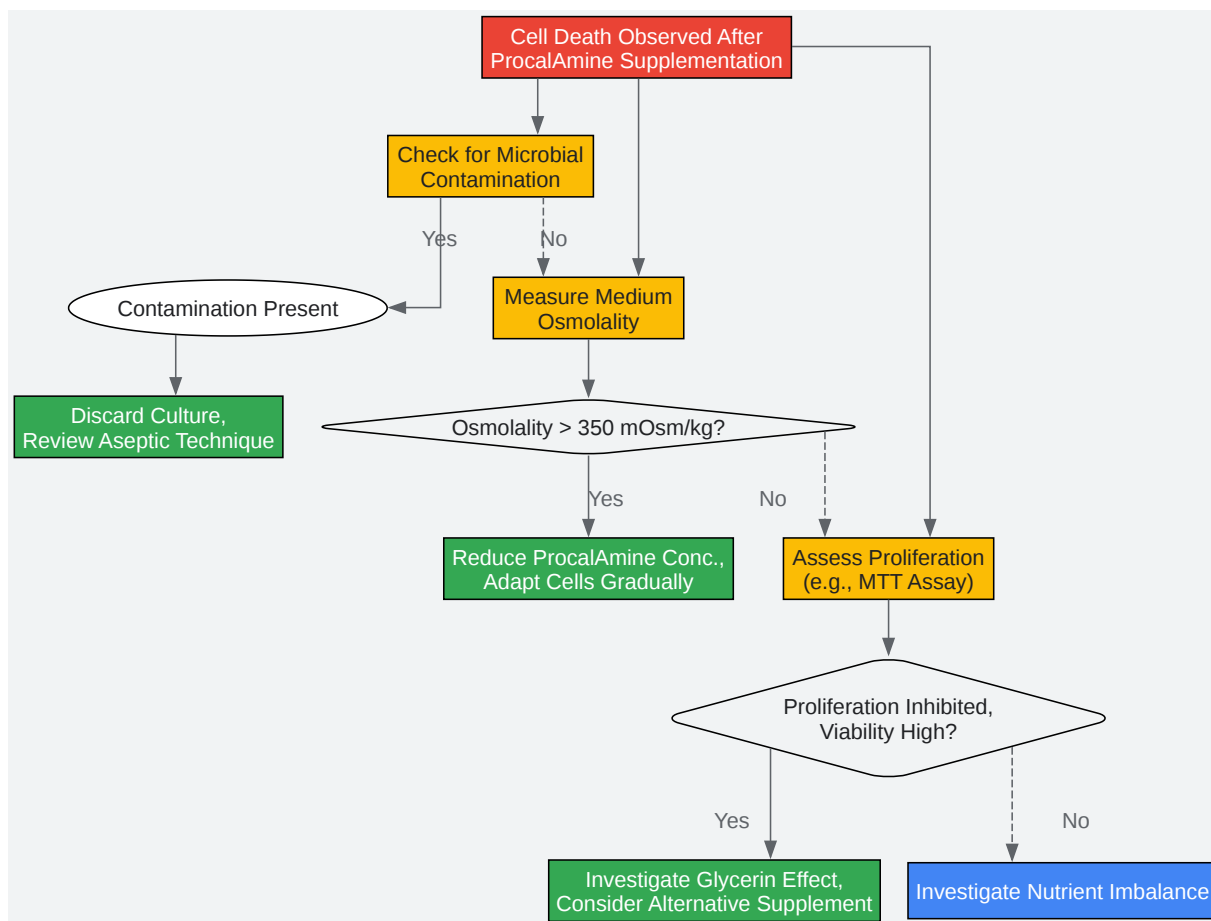 Cell Death Observed After
ProcalAmine Supplementation
Check for Microbial
Contamination
Yes
No
Contamination Present
Measure Medium
Osmolality
Discard Culture,
Review Aseptic Technique
Osmolality > 350 mOsm/kg?
Yes
No
Reduce ProcalAmine Conc.,
Adapt Cells Gradually
Assess Proliferation
(e.g., MTT Assay)
Proliferation Inhibited,
Viability High?
Yes
No
Investigate Glycerin Effect,
Consider Alternative Supplement
Investigate Nutrient Imbalance